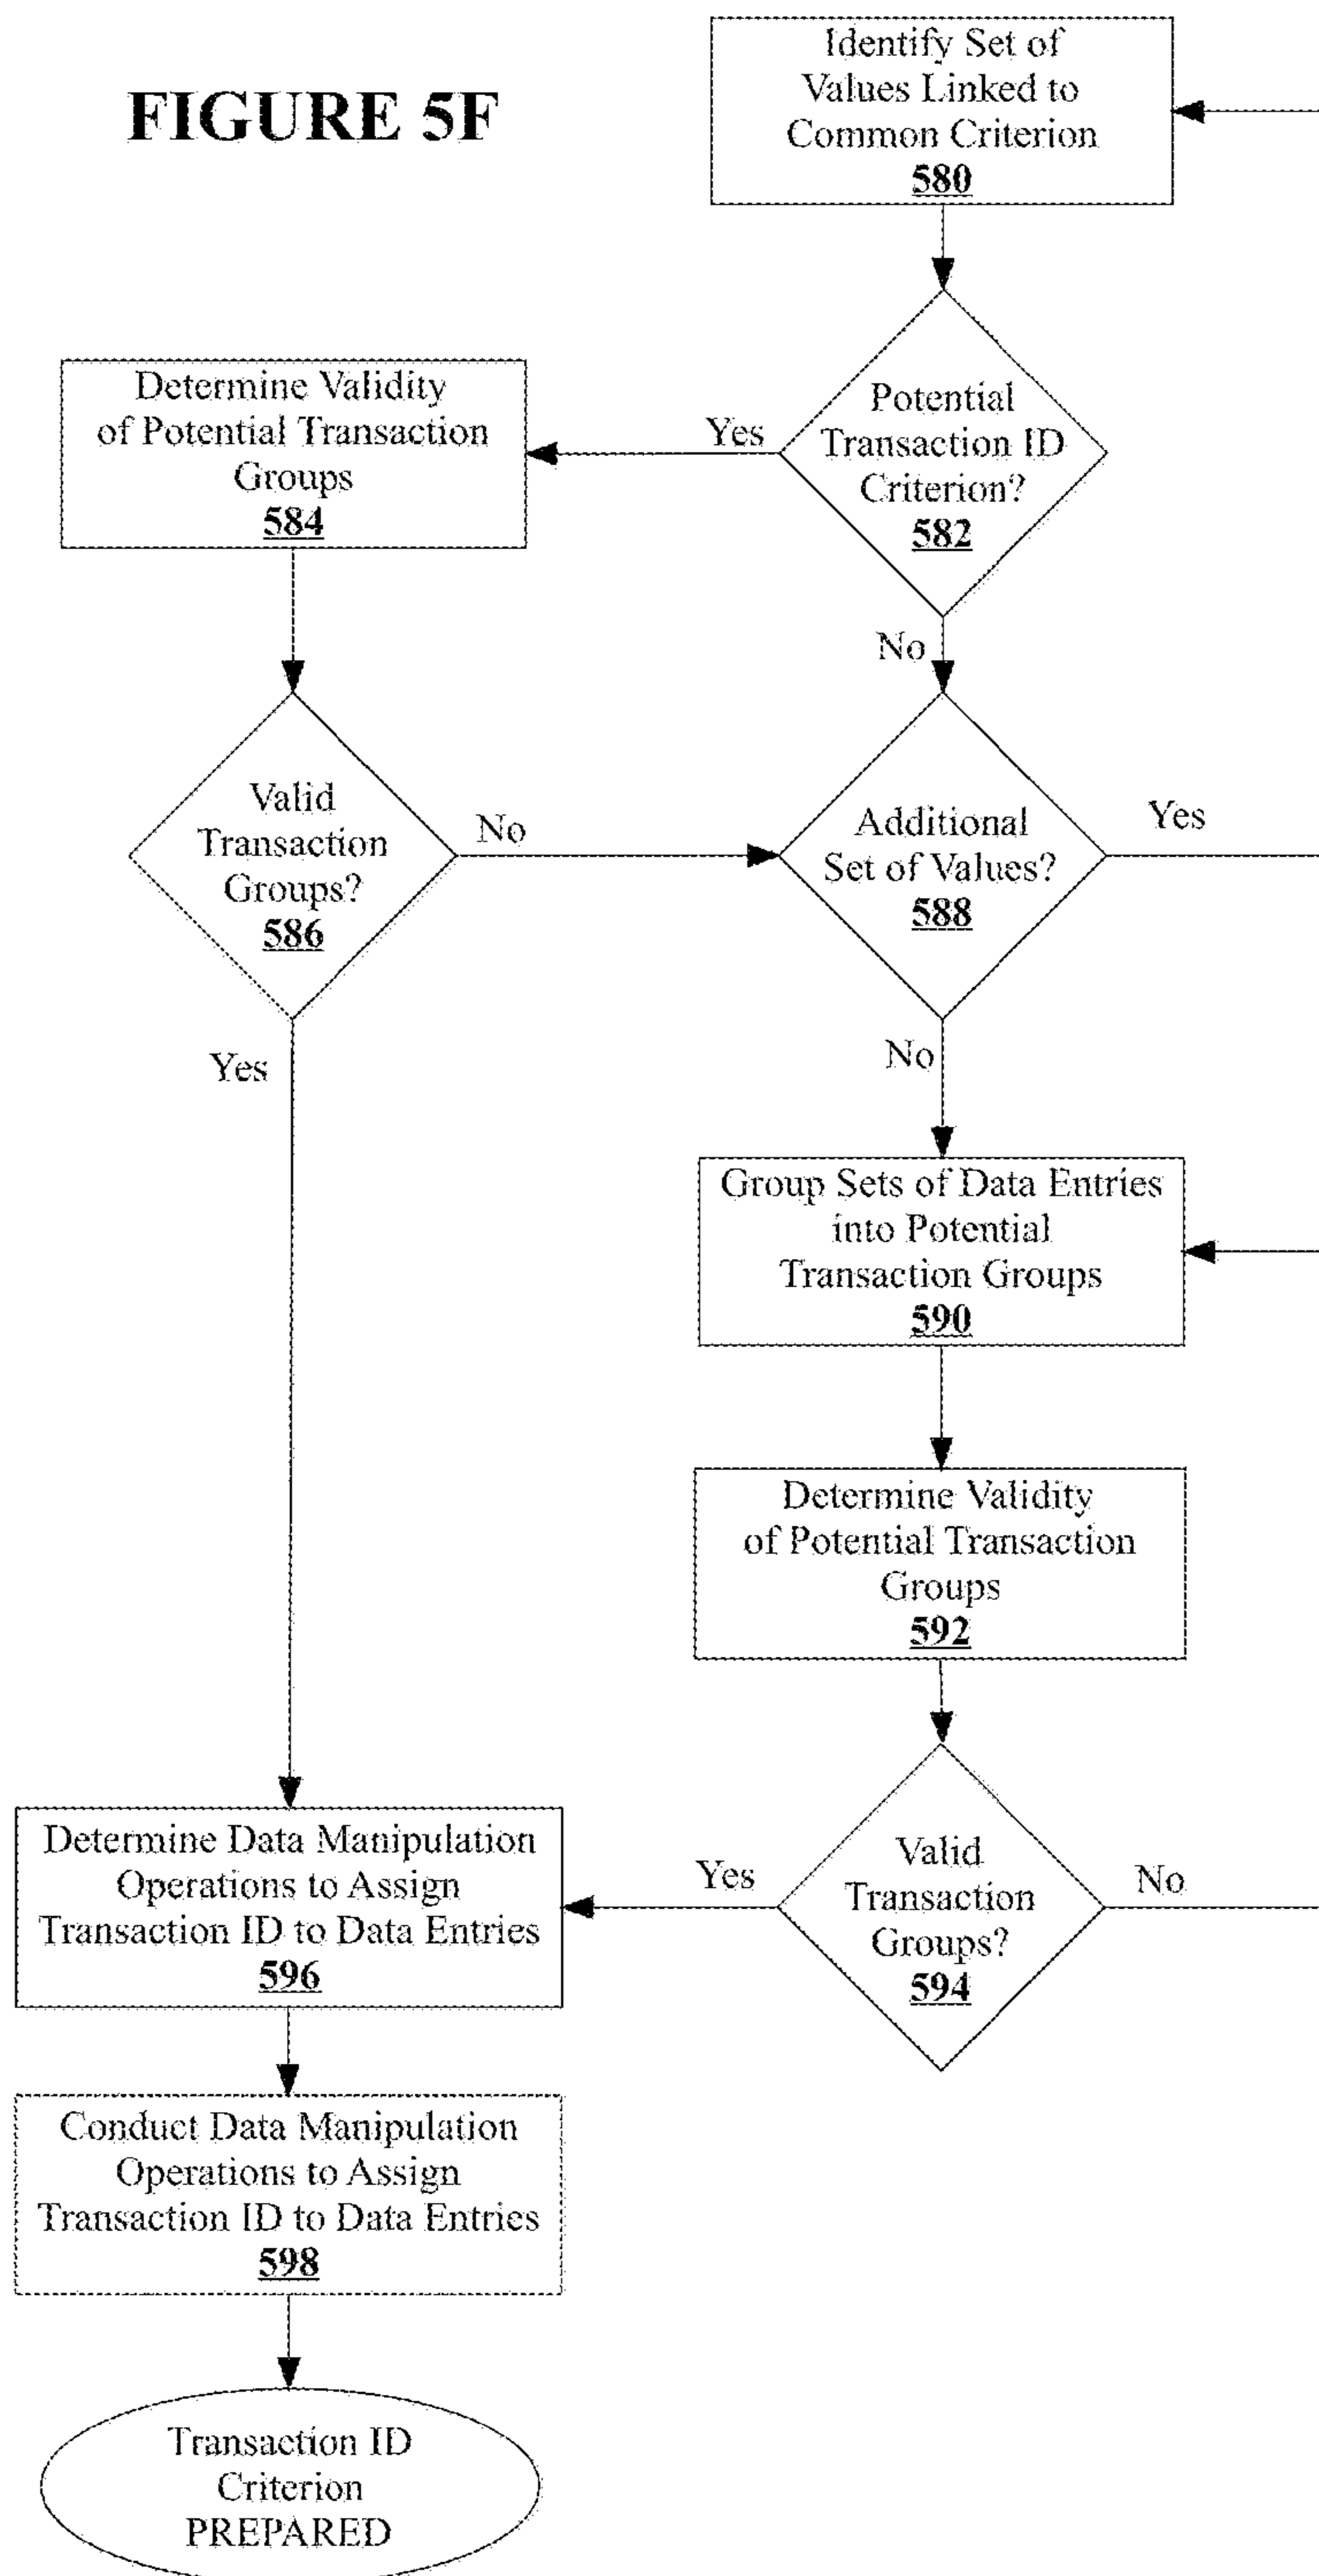 FIGURE 5F
Identify Set of
Values Linked to
Common Criterion
580
Potential
Transaction ID
Criterion?
582
Yes
No
Determine Validity
of Potential Transaction
Groups
584
Valid
Transaction
Groups?
586
No
Yes
Additional
Set of Values?
588
Yes
No
Group Sets of Data Entries
into Potential
Transaction Groups
590
Determine Validity
of Potential Transaction
Groups
592
Valid
Transaction
Groups?
594
Yes
No
Determine Data Manipulation
Operations to Assign
Transaction ID to Data Entries
596
Conduct Data Manipulation
Operations to Assign
Transaction ID to Data Entries
598
Transaction ID
Criterion
PREPARED